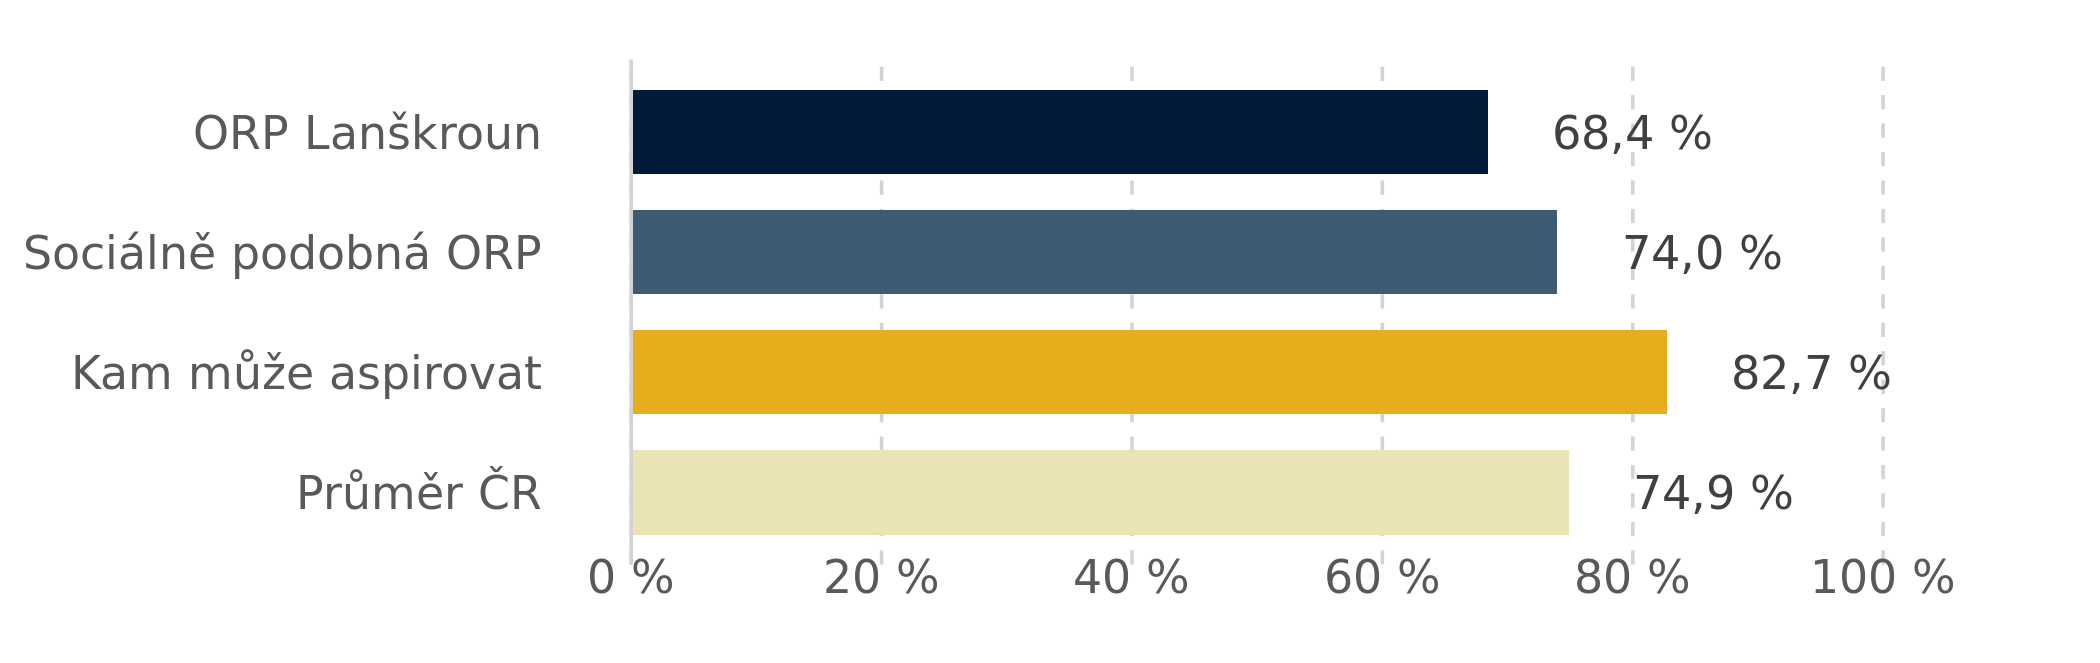 ORP Lanškroun 68,4 %
Sociálně podobná ORP 74,0 %
Kam může aspirovat 82,7 %
Průměr ČR 74,9 %
0 % 20 % 40 % 60 % 80 % 100 %